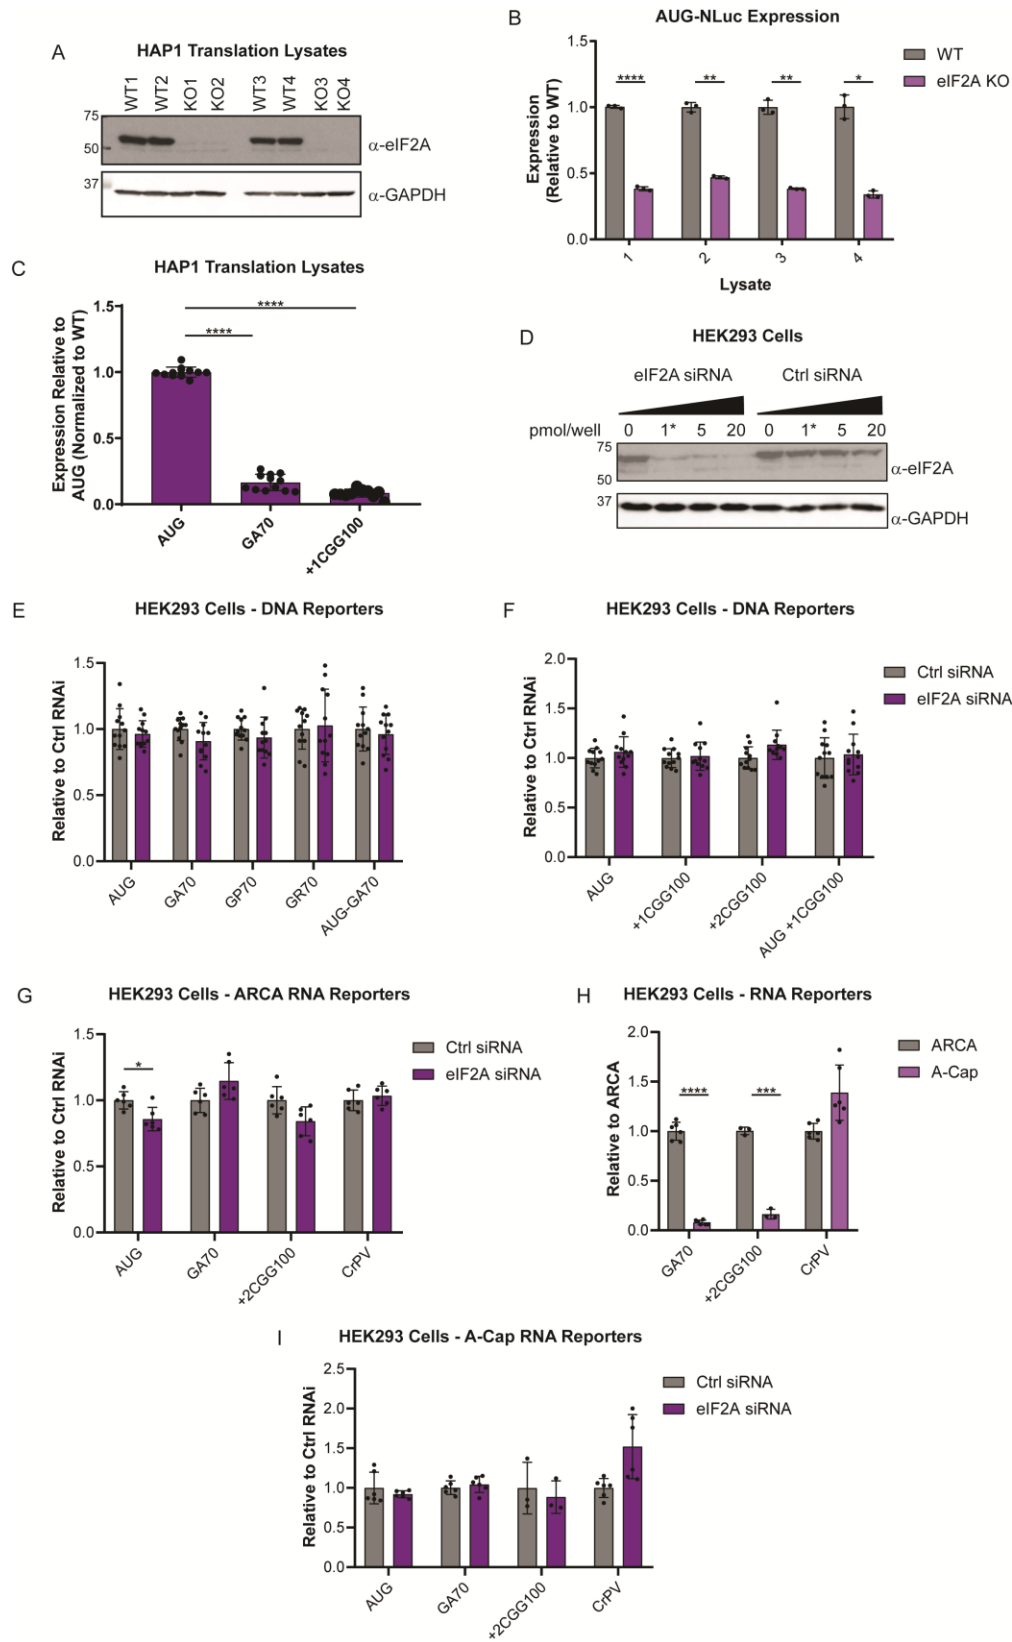 A
HAP1 Translation Lysates
WT1 WT2 KO1 KO2 WT3 WT4 KO3 KO4
75
50
α-eIF2A
37
α-GAPDH
B
AUG-NLuc Expression
Expression
(Relative to WT)
1.5
1.0
0.5
0.0
**** ** ** *
1 2 3 4
Lysate
WT
eIF2A KO
C
HAP1 Translation Lysates
Expression Relative to
AUG (Normalized to WT)
1.5
1.0
0.5
0.0
****
****
AUG GA70 +1CGG100
D
HEK293 Cells
eIF2A siRNA Ctrl siRNA
pmol/well 0 1* 5 20 0 1* 5 20
75
50
α-eIF2A
37
α-GAPDH
E
HEK293 Cells - DNA Reporters
Relative to Ctrl RNAi
1.5
1.0
0.5
0.0
AUG GA70 GP70 GR70 AUG-GA70
F
HEK293 Cells - DNA Reporters
Relative to Ctrl RNAi
2.0
1.5
1.0
0.5
0.0
AUG +1CGG100 +2CGG100 AUG +1CGG100
Ctrl siRNA
eIF2A siRNA
G
HEK293 Cells - ARCA RNA Reporters
Relative to Ctrl RNAi
1.5
1.0
0.5
0.0
*
AUG GA70 +2CGG100 CrPV
Ctrl siRNA
eIF2A siRNA
H
HEK293 Cells - RNA Reporters
Relative to ARCA
2.0
1.5
1.0
0.5
0.0
**** ***
GA70 +2CGG100 CrPV
ARCA
A-Cap
I
HEK293 Cells - A-Cap RNA Reporters
Relative to Ctrl RNAi
2.5
2.0
1.5
1.0
0.5
0.0
AUG GA70 +2CGG100 CrPV
Ctrl siRNA
eIF2A siRNA